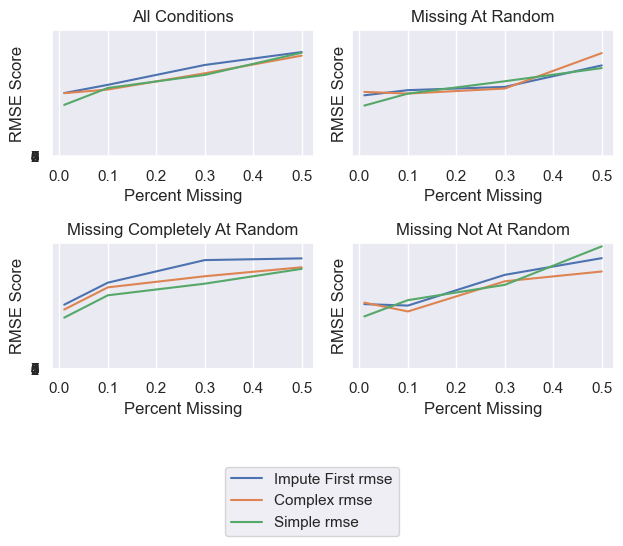 All Conditions
Missing At Random
RMSE Score
RMSE Score
0.0 0.1 0.2 0.3 0.4 0.5
0.0 0.1 0.2 0.3 0.4 0.5
Percent Missing
Percent Missing
Missing Completely At Random
Missing Not At Random
RMSE Score
RMSE Score
0.0 0.1 0.2 0.3 0.4 0.5
0.0 0.1 0.2 0.3 0.4 0.5
Percent Missing
Percent Missing
Impute First rmse
Complex rmse
Simple rmse